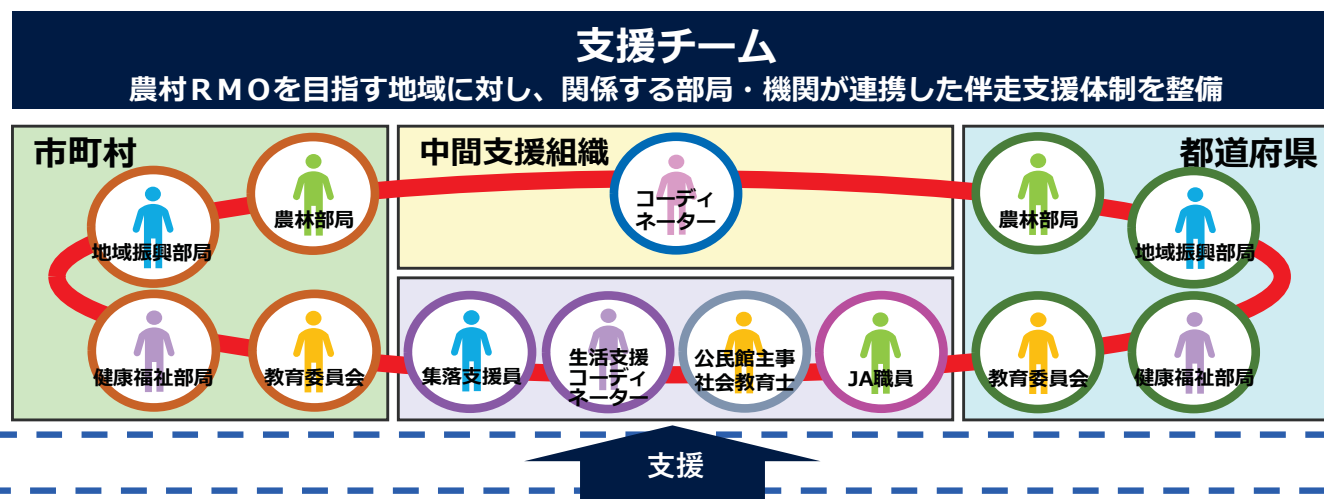 支援チーム
農村ＲＭＯを目指す地域に対し、関係する部局・機関が連携した伴走支援体制を整備
市町村
農林部局
地域振興部局
健康福祉部局
教育委員会
中間支援組織
コーディ
ネーター
集落支援員
生活支援
コーディ
ネーター
公民館主事
社会教育士
JA職員
都道府県
農林部局
地域振興部局
教育委員会
健康福祉部局
支援